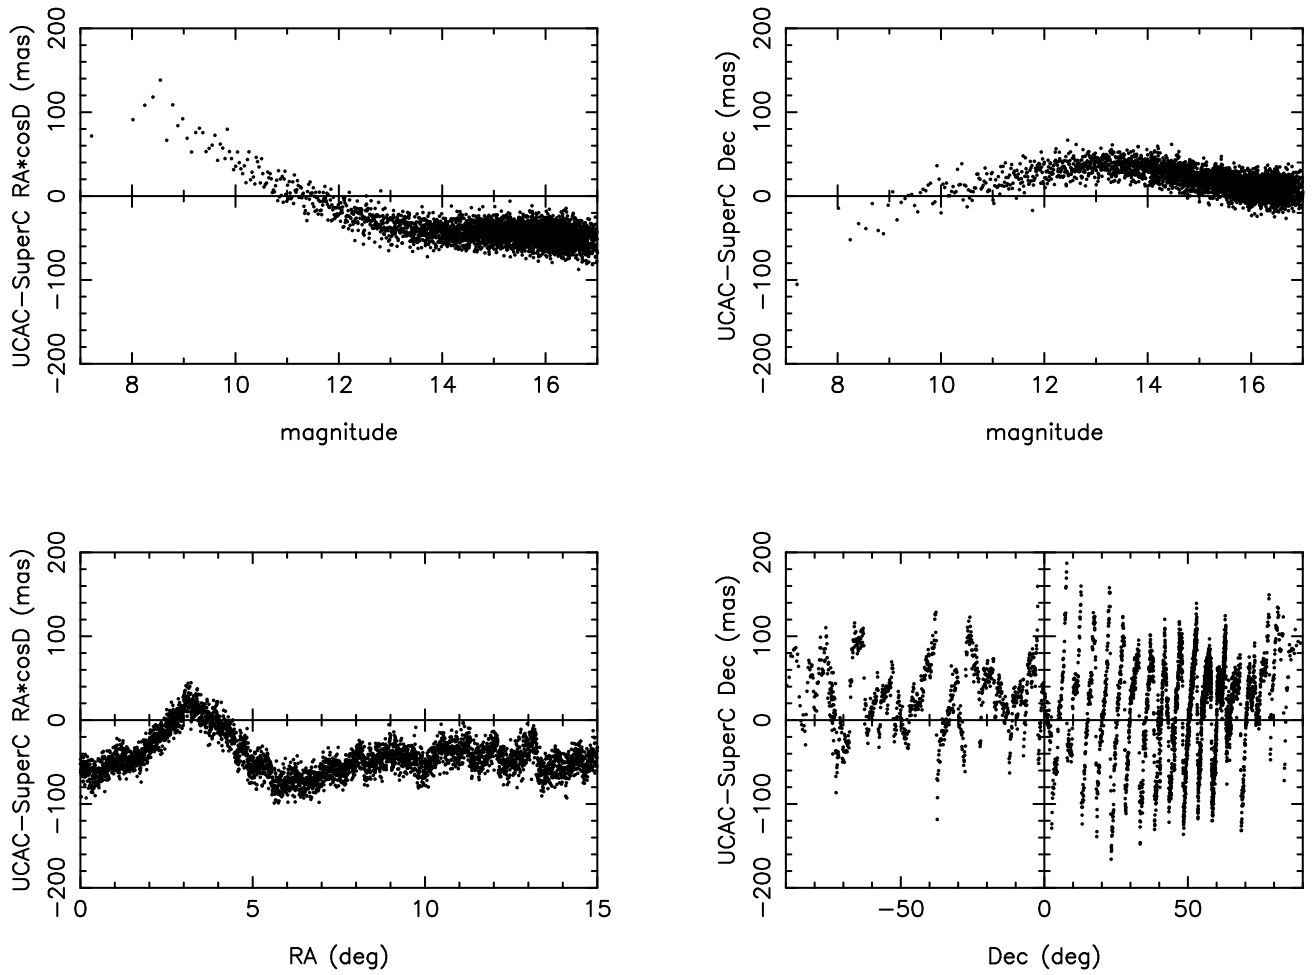 UCAC−SuperC RA*cosD (mas)
−200 −100 0 100 200
8 10 12 14 16
magnitude
UCAC−SuperC Dec (mas)
−200 −100 0 100 200
8 10 12 14 16
magnitude
UCAC−SuperC RA*cosD (mas)
−200 −100 0 100 200
0 5 10 15
RA (deg)
UCAC−SuperC Dec (mas)
−200 −100 0 100 200
−50 0 50
Dec (deg)